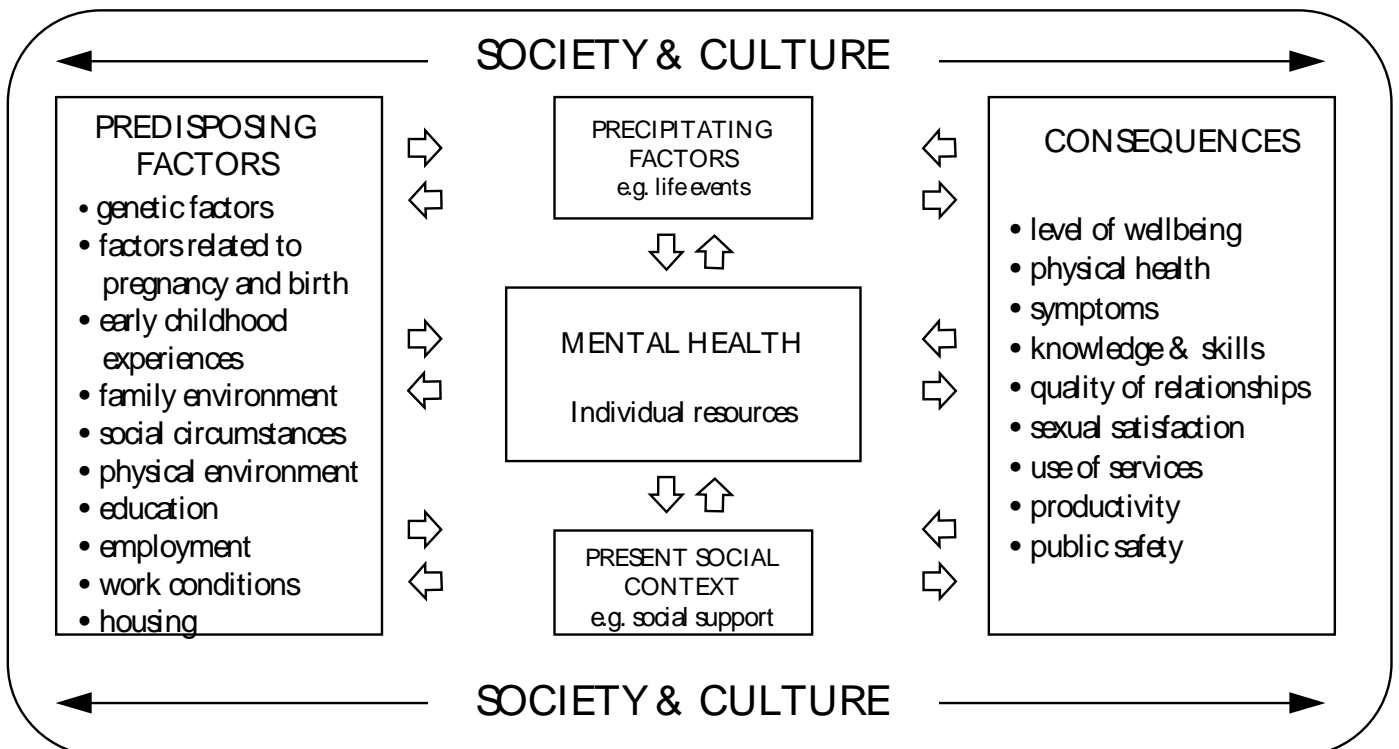 SOCIETY & CULTURE
PREDISPOSING
FACTORS
• genetic factors
• factors related to
pregnancy and birth
• early childhood
experiences
• family environment
• social circumstances
• physical environment
• education
• employment
• work conditions
• housing
PRECIPITATING
FACTORS
e.g. life events
MENTAL HEALTH
Individual resources
PRESENT SOCIAL
CONTEXT
e.g. social support
CONSEQUENCES
• level of wellbeing
• physical health
• symptoms
• knowledge & skills
• quality of relationships
• sexual satisfaction
• use of services
• productivity
• public safety
SOCIETY & CULTURE